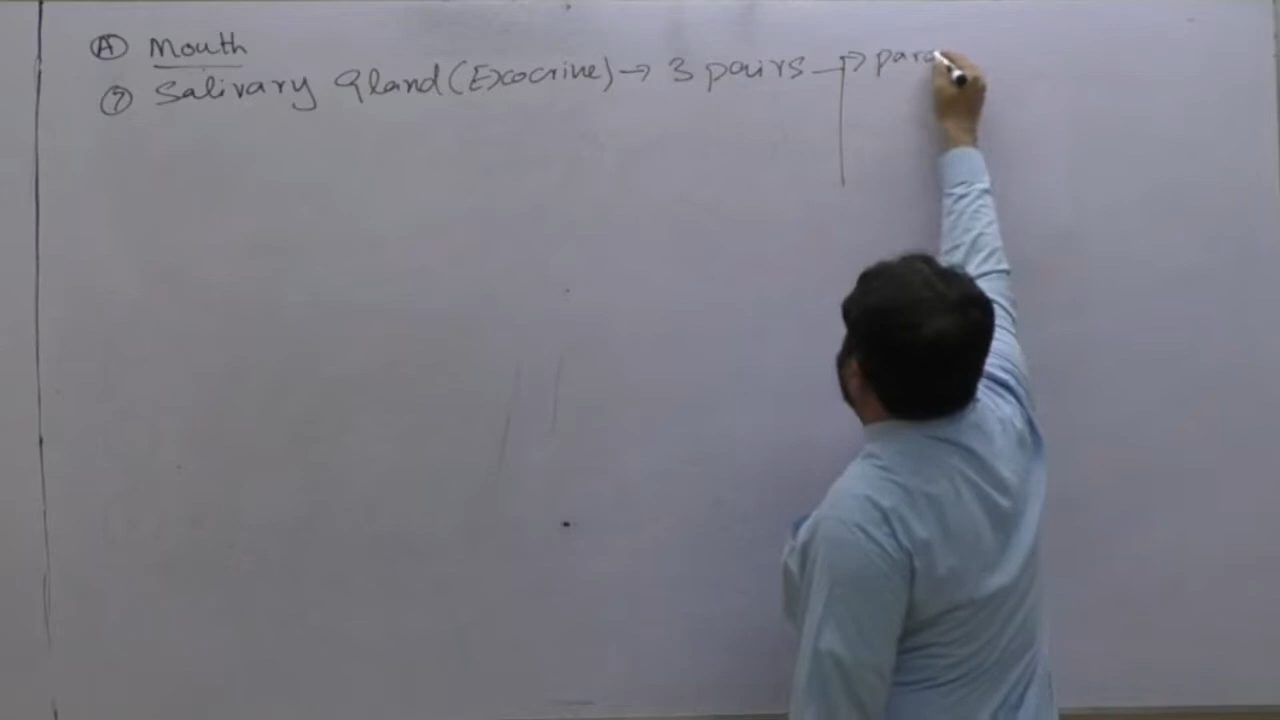 Ⓐ Mouth
⑦ Salivary Gland (Exocrine) → 3 pairs → para